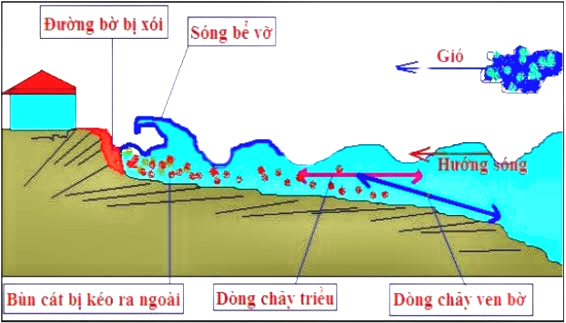 Đường bờ bị xói
Sóng bể vỡ
Gió
Hướng sóng
Bùn cát bị kéo ra ngoài
Dòng chảy triều
Dòng chảy ven bờ